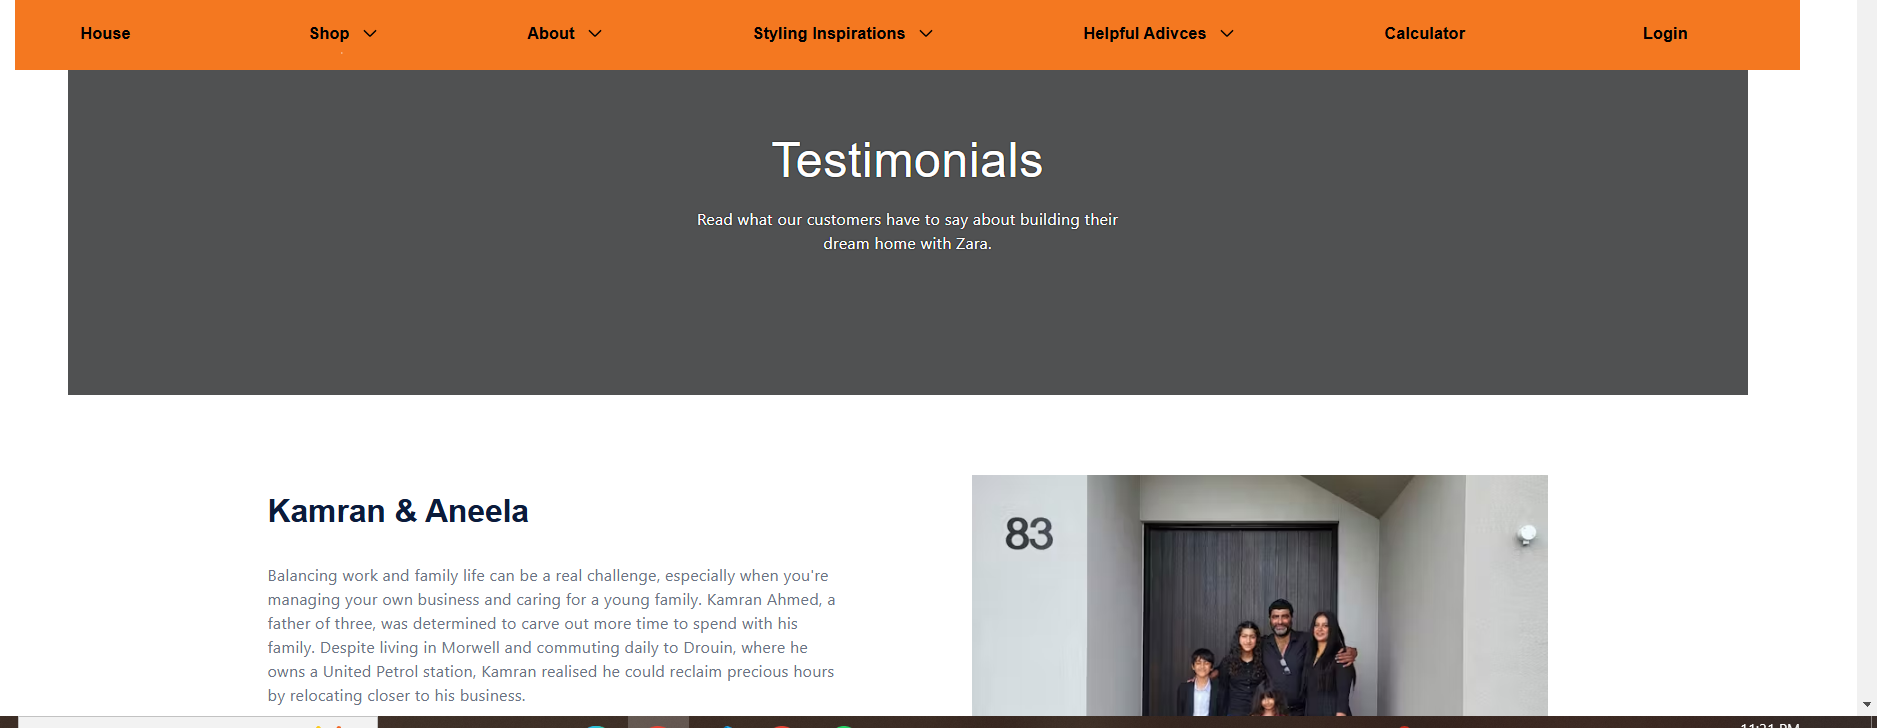 House Shop About Styling Inspirations Helpful Adivces Calculator Login
Testimonials
Read what our customers have to say about building their
dream home with Zara.
Kamran & Aneela
Balancing work and family life can be a real challenge, especially when you're
managing your own business and caring for a young family. Kamran Ahmed, a
father of three, was determined to carve out more time to spend with his
family. Despite living in Morwell and commuting daily to Drouin, where he
owns a United Petrol station, Kamran realised he could reclaim precious hours
by relocating closer to his business.
83